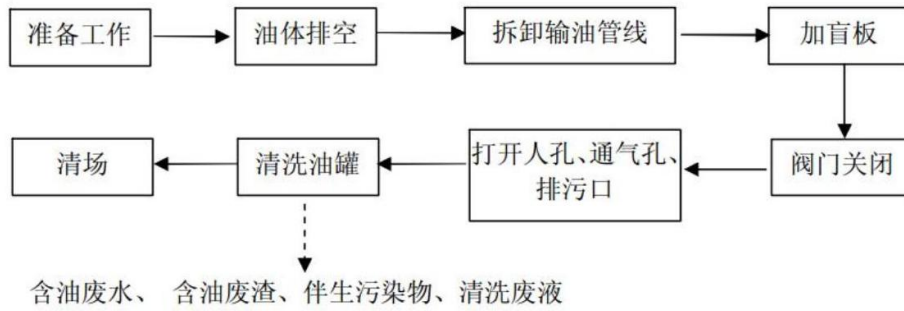 准备工作
油体排空
拆卸输油管线
加盲板
阀门关闭
打开人孔、通气孔、
排污口
清洗油罐
清场
含油废水、 含油废渣、伴生污染物、清洗废液